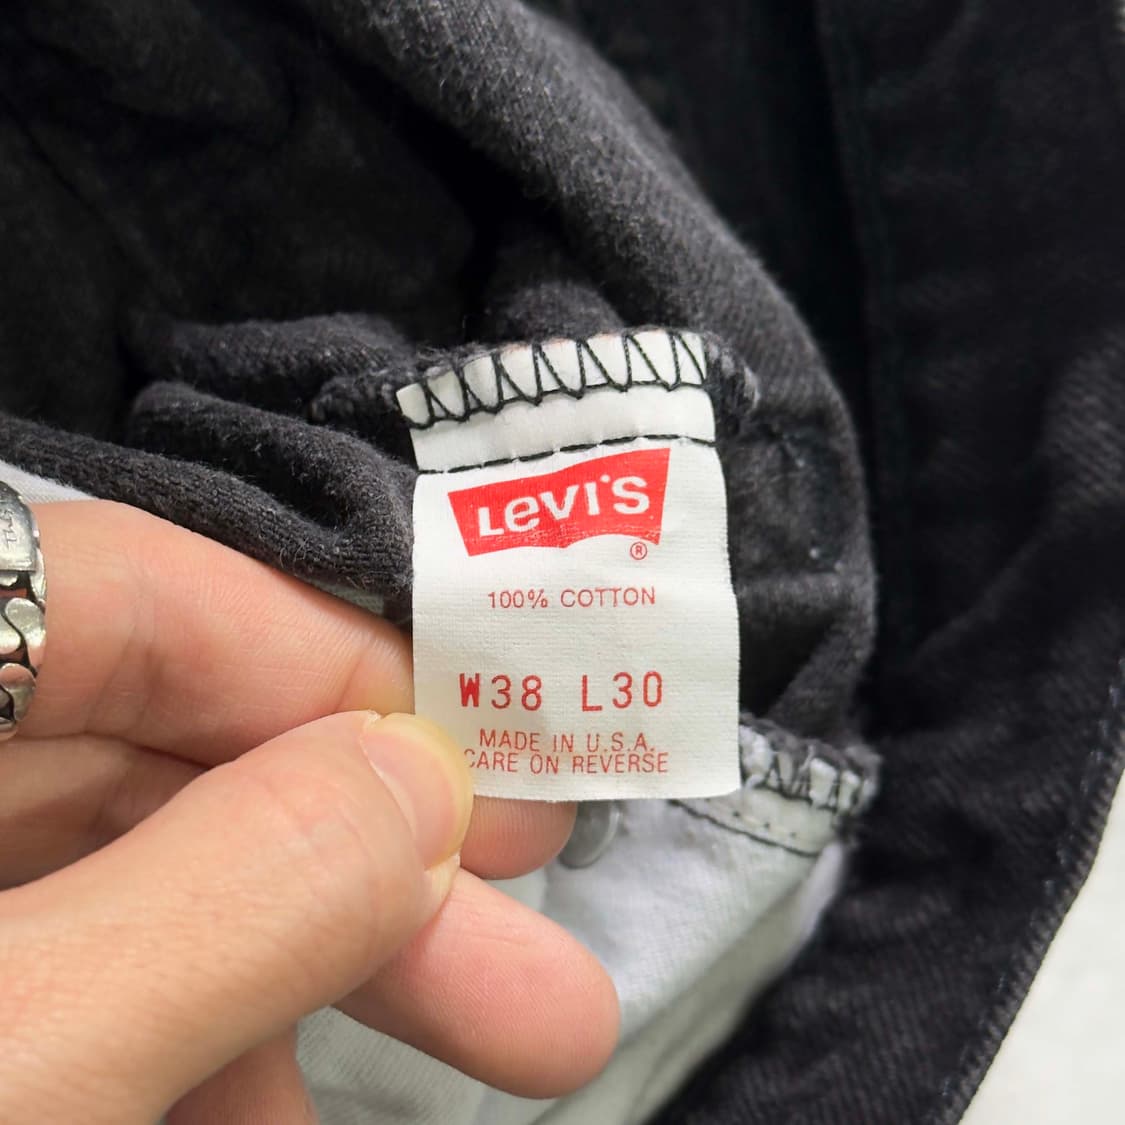 LEVI'S
®
100% COTTON
W38 L30
MADE IN U.S.A.
CARE ON REVERSE